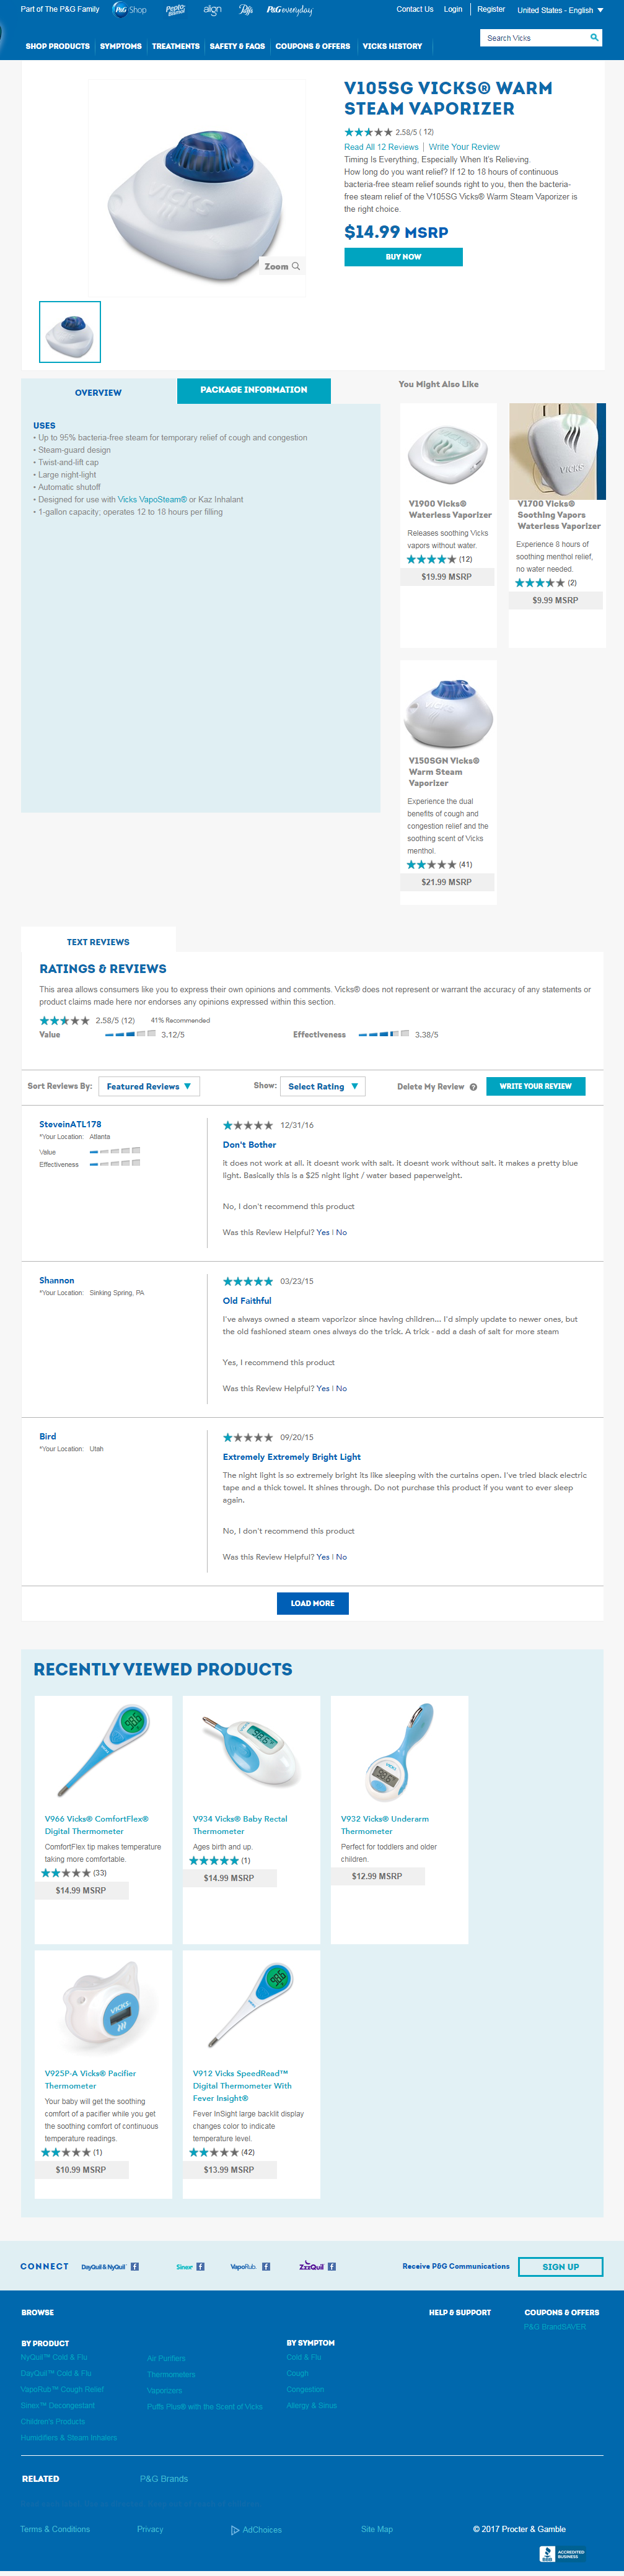 Part of The P&G Family
P&G Shop
Pepto Bismol
align
P&G everyday
Contact Us
Login
Register
United States - English
SHOP PRODUCTS
SYMPTOMS
TREATMENTS
SAFETY & FAQS
COUPONS & OFFERS
VICKS HISTORY
Search Vicks
V105SG VICKS® WARM
STEAM VAPORIZER
2.58/5 ( 12)
Read All 12 Reviews | Write Your Review
Timing Is Everything, Especially When It's Relieving.
How long do you want relief? If 12 to 18 hours of continuous
bacteria-free steam relief sounds right to you, then the bacteria-
free steam relief of the V105SG Vicks® Warm Steam Vaporizer is
the right choice.
$14.99 MSRP
BUY NOW
Zoom
OVERVIEW
PACKAGE INFORMATION
USES
• Up to 95% bacteria-free steam for temporary relief of cough and congestion
• Steam-guard design
• Twist-and-lift cap
• Large night-light
• Automatic shutoff
• Designed for use with Vicks VapoSteam® or Kaz Inhalant
• 1-gallon capacity; operates 12 to 18 hours per filling
You Might Also Like
V1900 Vicks®
Waterless Vaporizer
Releases soothing Vicks
vapors without water.
(12)
$19.99 MSRP
VICKS
V1700 Vicks®
Soothing Vapors
Waterless Vaporizer
Experience 8 hours of
soothing menthol relief,
no water needed.
(2)
$9.99 MSRP
V150SGN Vicks®
Warm Steam
Vaporizer
Experience the dual
benefits of cough and
congestion relief and the
soothing scent of Vicks
menthol.
(41)
$21.99 MSRP
TEXT REVIEWS
RATINGS & REVIEWS
This area allows consumers like you to express their own opinions and comments. Vicks® does not represent or warrant the accuracy of any statements or
product claims made here nor endorses any opinions expressed within this section.
2.58/5 (12)
41% Recommended
Value
3.12/5
Effectiveness
3.38/5
Sort Reviews By:
Featured Reviews
Show:
Select Rating
Delete My Review
WRITE YOUR REVIEW
SteveinATL178
*Your Location: Atlanta
Value
Effectiveness
12/31/16
Don't Bother
It does not work at all. it doesnt work with salt. it doesnt work without salt. it makes a pretty blue
light. Basically this is a $25 night light / water based paperweight.
No, I don't recommend this product
Was this Review Helpful? Yes | No
Shannon
*Your Location: Sinking Spring, PA
03/23/15
Old Faithful
I've always owned a steam vaporizor since having children... I'd simply update to newer ones, but
the old fashioned steam ones always do the trick. A trick - add a dash of salt for more steam
Yes, I recommend this product
Was this Review Helpful? Yes | No
Bird
*Your Location: Utah
09/20/15
Extremely Extremely Bright Light
The night light is so extremely bright its like sleeping with the curtains open. I've tried black electric
tape and a thick towel. It shines through. Do not purchase this product if you want to ever sleep
again.
No, I don't recommend this product
Was this Review Helpful? Yes | No
LOAD MORE
RECENTLY VIEWED PRODUCTS
V966 Vicks® ComfortFlex®
Digital Thermometer
ComfortFlex tip makes temperature
taking more comfortable.
(33)
$14.99 MSRP
V934 Vicks® Baby Rectal
Thermometer
Ages birth and up.
(1)
$14.99 MSRP
V932 Vicks® Underarm
Thermometer
Perfect for toddlers and older
children.
$12.99 MSRP
VICKS
V925P-A Vicks® Pacifier
Thermometer
Your baby will get the soothing
comfort of a pacifier while you get
the soothing comfort of continuous
temperature readings.
(1)
$10.99 MSRP
V912 Vicks SpeedRead™
Digital Thermometer With
Fever Insight®
Fever InSight large backlit display
changes color to indicate
temperature level.
(42)
$13.99 MSRP
CONNECT
DayQuil & NyQuil
Sinex
VapoRub
ZzzQuil
Receive P&G Communications
SIGN UP
BROWSE
HELP & SUPPORT
COUPONS & OFFERS
P&G BrandSAVER
BY PRODUCT
NyQuil™ Cold & Flu
DayQuil™ Cold & Flu
VapoRub™ Cough Relief
Sinex™ Decongestant
Children's Products
Humidifiers & Steam Inhalers
Air Purifiers
Thermometers
Vaporizers
Puffs Plus® with the Scent of Vicks
BY SYMPTOM
Cold & Flu
Cough
Congestion
Allergy & Sinus
RELATED
P&G Brands
Terms & Conditions
Privacy
AdChoices
Site Map
© 2017 Procter & Gamble
BBB
ACCREDITED
BUSINESS